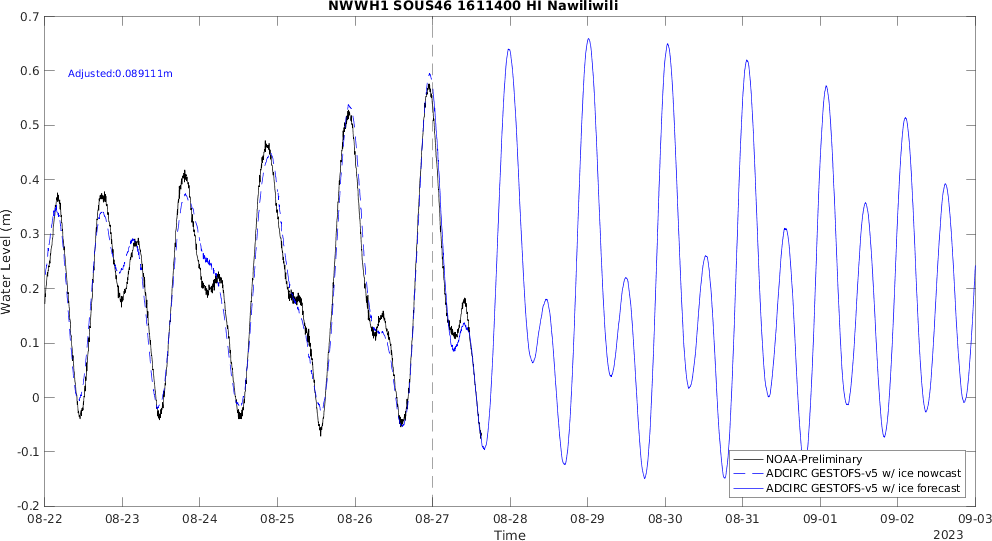 NWWH1 SOUS46 1611400 HI Nawiliwili
0.7
0.6
0.5
0.4
0.3
0.2
0.1
0
-0.1
-0.2
Water Level (m)
Adjusted:0.089111m
NOAA-Preliminary
ADCIRC GESTOFS-v5 w/ ice nowcast
ADCIRC GESTOFS-v5 w/ ice forecast
08-22 08-23 08-24 08-25 08-26 08-27 08-28 08-29 08-30 08-31 09-01 09-02 09-03
Time
2023